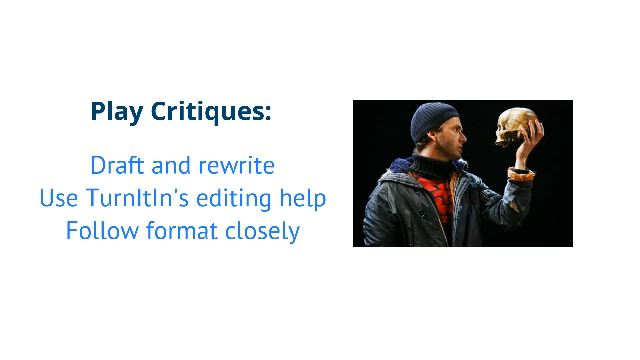 Play Critiques:
Draft and rewrite
Use TurnItIn's editing help
Follow format closely